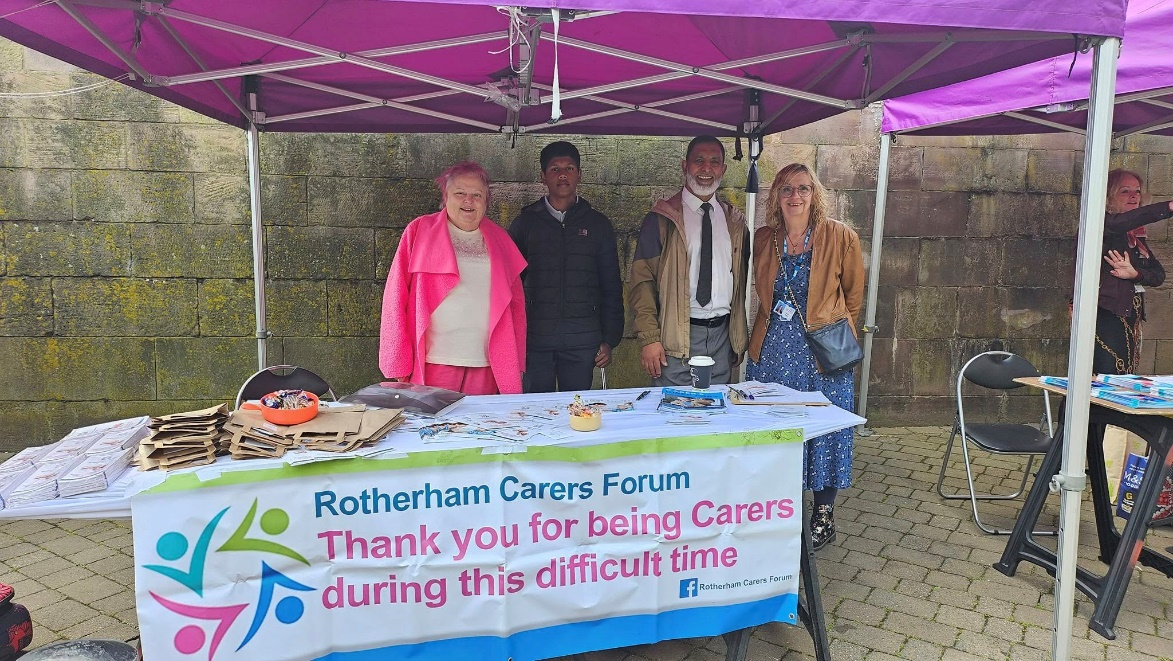 Rotherham Carers Forum
Thank you for being Carers
during this difficult time
Rotherham Carers Forum